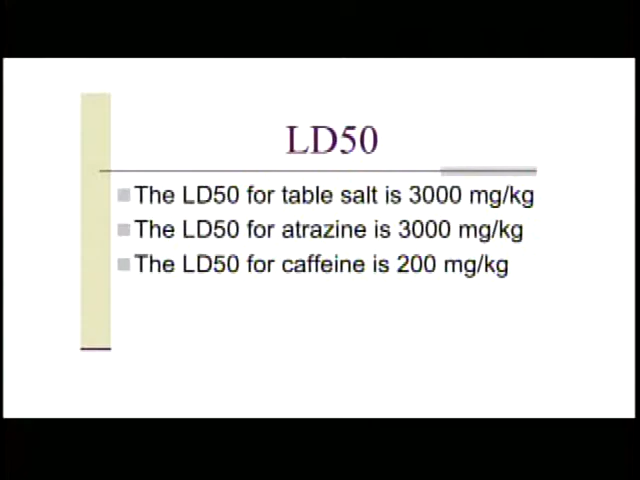 LD50
The LD50 for table salt is 3000 mg/kg
The LD50 for atrazine is 3000 mg/kg
The LD50 for caffeine is 200 mg/kg